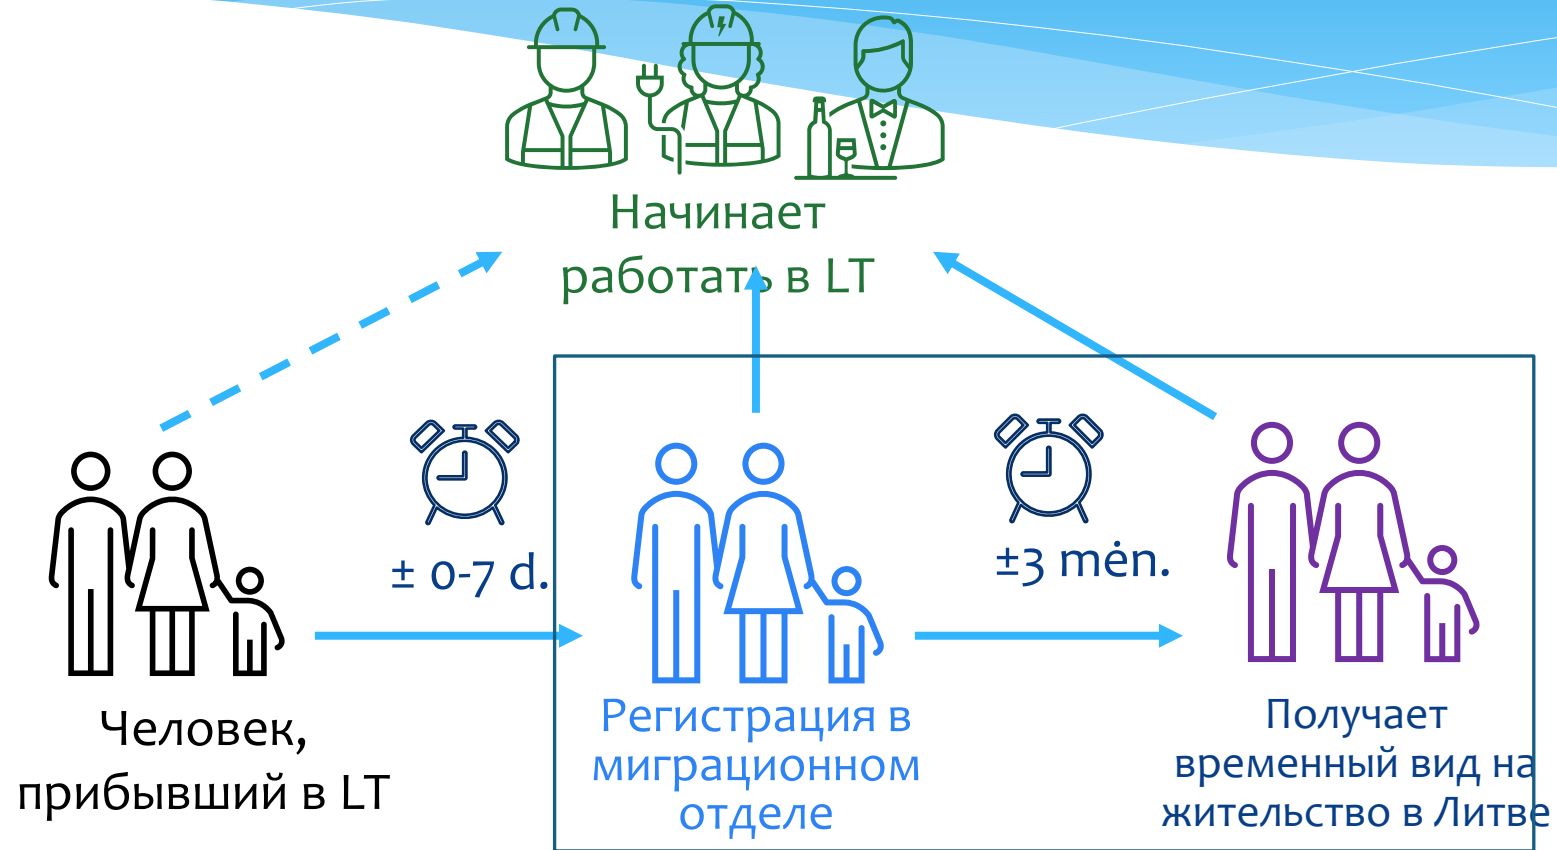 Начинает
работать в LT
± 0-7 d.
±3 mėn.
Человек,
прибывший в LT
Регистрация в
миграционном
отделе
Получает
временный вид на
жительство в Литве